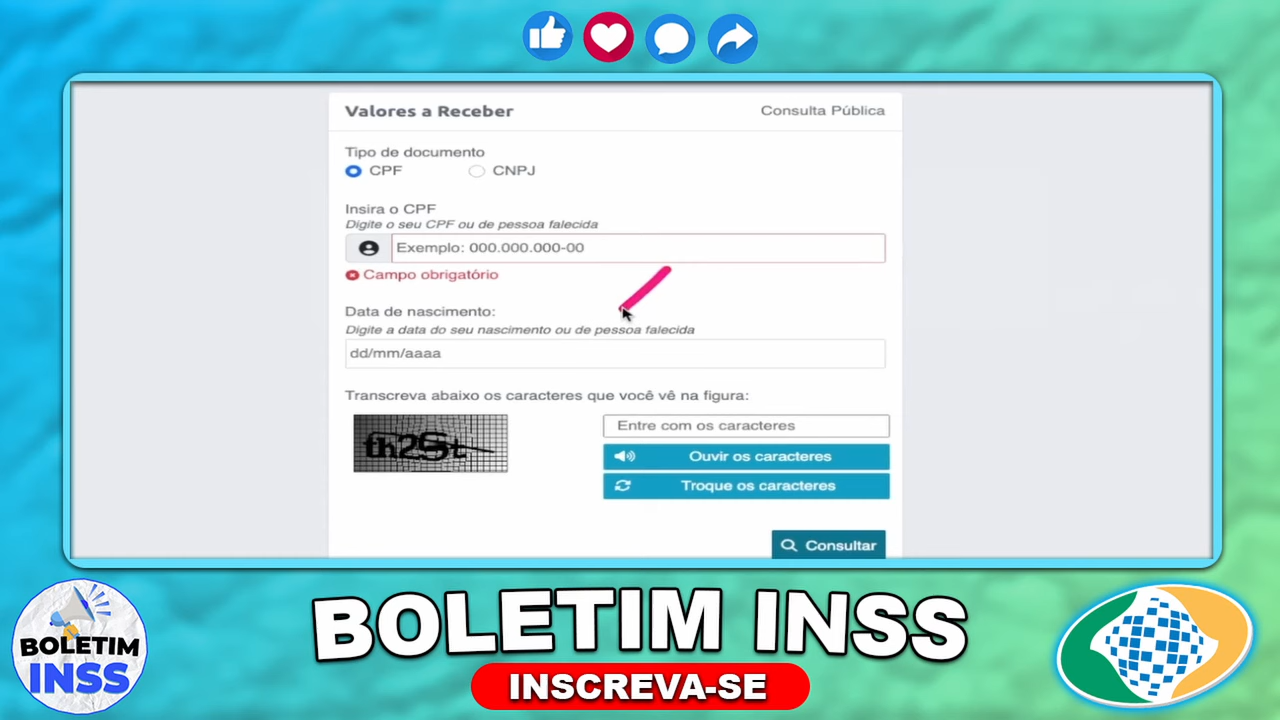 Valores a Receber
Consulta Pública
Tipo de documento
CPF
CNPJ
Insira o CPF
Digite o seu CPF ou de pessoa falecida
Exemplo: 000.000.000-00
Campo obrigatório
Data de nascimento:
Digite a data do seu nascimento ou de pessoa falecida
dd/mm/aaaa
Transcreva abaixo os caracteres que você vê na figura:
Entre com os caracteres
Ouvir os caracteres
Troque os caracteres
Consultar
BOLETIM INSS
INSCREVA-SE
BOLETIM
INSS